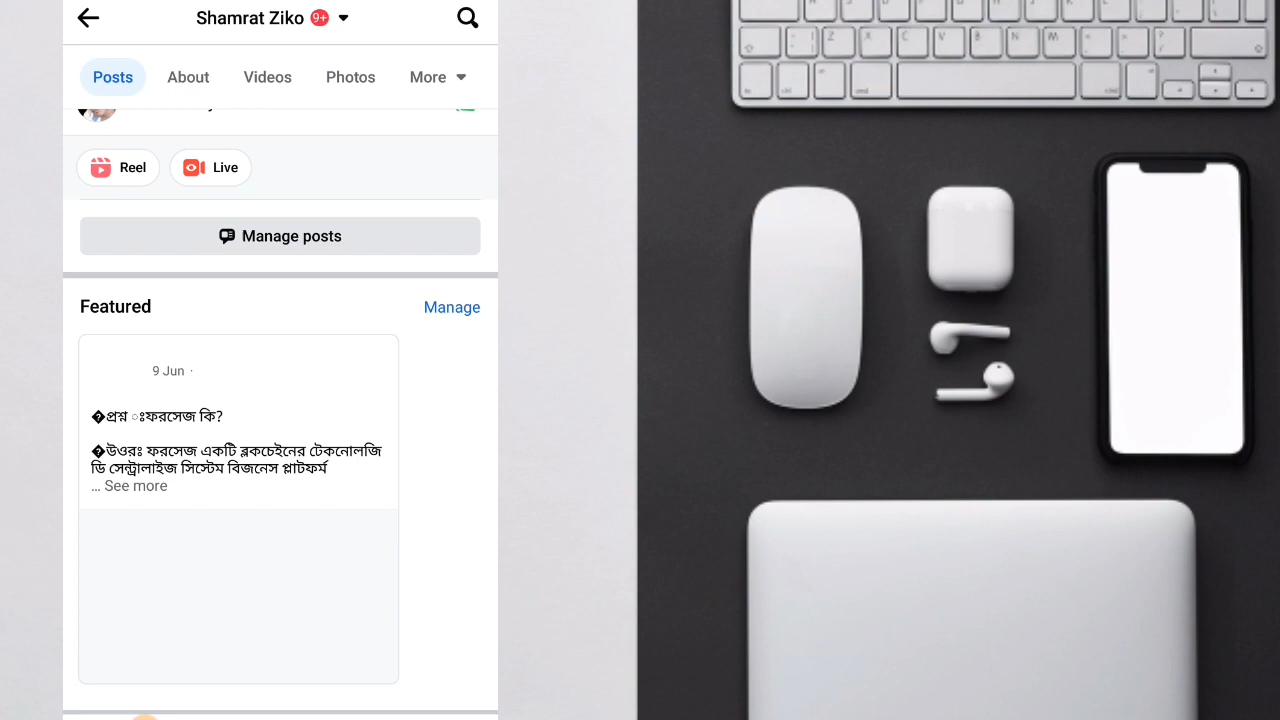 Shamrat Ziko 9+
Posts About Videos Photos More
Reel Live
Manage posts
Featured Manage
9 Jun ·
�প্রশ্ন ঃফরসেজ কি?
�উওরঃ ফরসেজ একটি ব্লকচেইনের টেকনোলজি
ডি সেন্ট্রালাইজ সিস্টেম বিজনেস প্লাটফর্ম
... See more